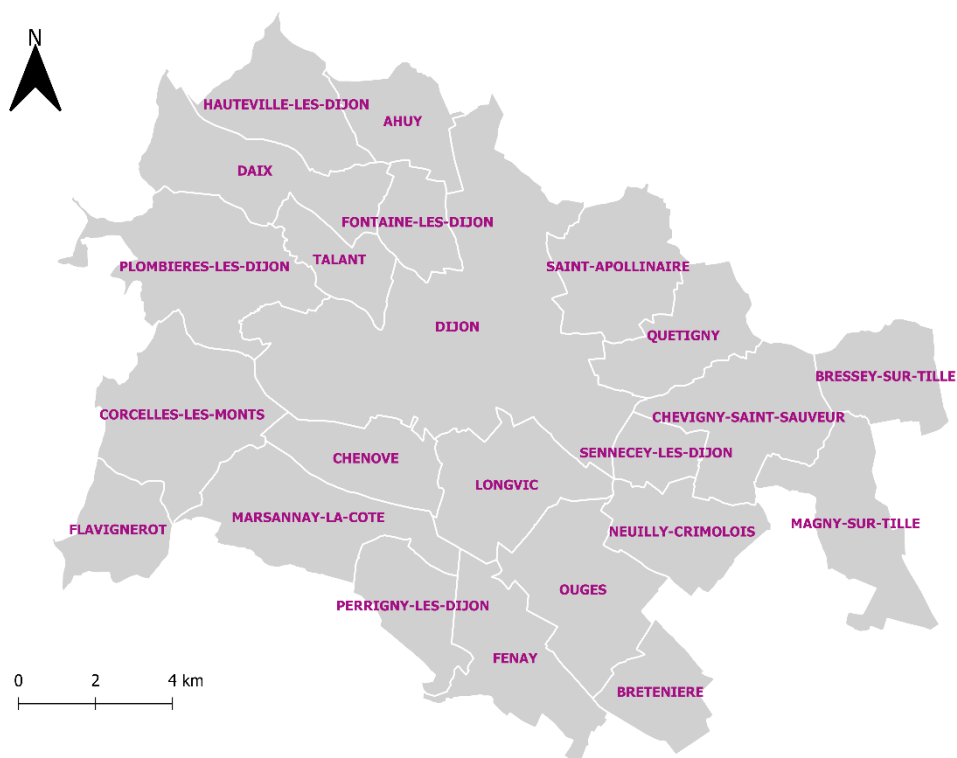 N
HAUTEVILLE-LES-DIJON
AHUY
DAIX
FONTAINE-LES-DIJON
TALANT
PLOMBIERES-LES-DIJON
SAINT-APOLLINAIRE
DIJON
QUETIGNY
BRESSEY-SUR-TILLE
CORCELLES-LES-MONTS
CHEVIGNY-SAINT-SAUVEUR
CHENOVE
SENNECEY-LES-DIJON
LONGVIC
MARSANNAY-LA-COTE
MAGNY-SUR-TILLE
FLAVIGNEROT
NEUILLY-CRIMOLOIS
OUGES
PERRIGNY-LES-DIJON
FENAY
BRETENIERE
0 2 4 km